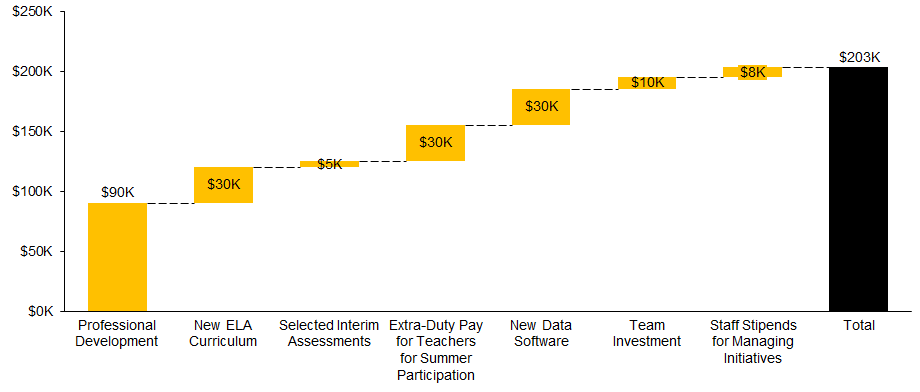 $250K
$200K
$150K
$100K
$50K
$0K
$90K
$30K
$5K
$30K
$30K
$10K
$8K
$203K
Professional
Development
New ELA
Curriculum
Selected Interim
Assessments
Extra-Duty Pay
for Teachers
for Summer
Participation
New Data
Software
Team
Investment
Staff Stipends
for Managing
Initiatives
Total